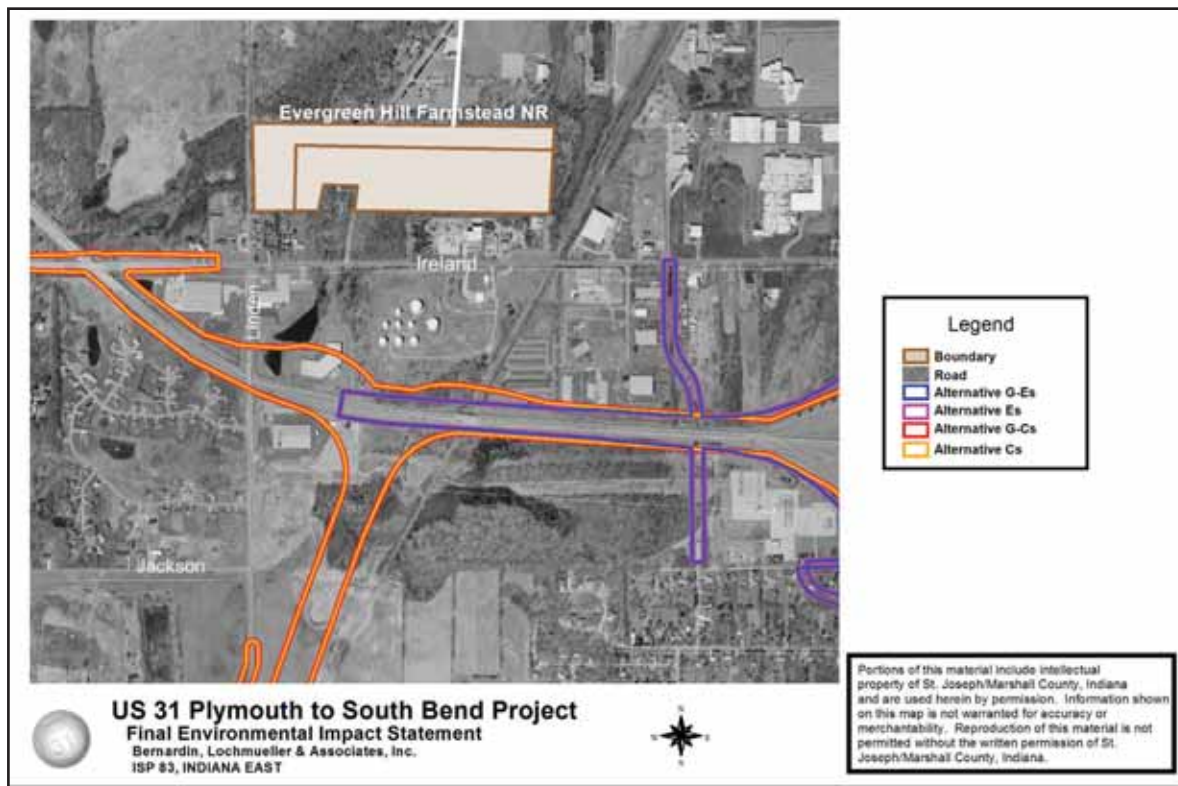 Evergreen Hill Farmstead NR
Ireland
Linden
Jackson
Legend
Boundary
Road
Alternative G-Es
Alternative Es
Alternative G-Cs
Alternative Cs
US 31 Plymouth to South Bend Project
Final Environmental Impact Statement
Bernardin, Lochmueller & Associates, Inc.
ISP 83, INDIANA EAST
Portions of this material include intellectual
property of St. Joseph/Marshall County, Indiana
and are used herein by permission. Information shown
on this map is not warranted for accuracy or
merchantability. Reproduction of this material is not
permitted without the written permission of St.
Joseph/Marshall County, Indiana.